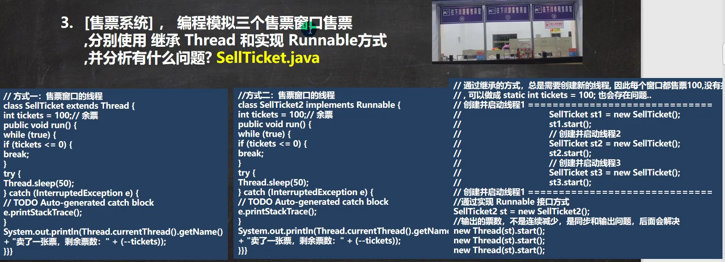 3. [售票系统] ，编程模拟三个售票窗口售票
,分别使用 继承 Thread 和实现 Runnable方式
,并分析有什么问题? SellTicket.java
// 方式一：售票窗口的线程
class SellTicket extends Thread {
int tickets = 100;// 余票
public void run() {
while (true) {
if (tickets <= 0) {
break;
}
try {
Thread.sleep(50);
} catch (InterruptedException e) {
// TODO Auto-generated catch block
e.printStackTrace();
}
System.out.println(Thread.currentThread().getName()
+ "卖了一张票，剩余票数：" + (--tickets));
}}}
//方式二：售票窗口的线程
class SellTicket2 implements Runnable {
int tickets = 100;// 余票
public void run() {
while (true) {
if (tickets <= 0) {
break;
}
try {
Thread.sleep(50);
} catch (InterruptedException e) {
// TODO Auto-generated catch block
e.printStackTrace();
}
System.out.println(Thread.currentThread().getName()
+ "卖了一张票，剩余票数：" + (--tickets));
}}}
// 通过继承的方式，总是需要创建新的线程, 因此每个窗口都售票100,没有
// , 可以做成 static int tickets = 100; 也会存在问题..
// 创建并启动线程1 =============================
// SellTicket st1 = new SellTicket();
// st1.start();
// // 创建并启动线程2
// SellTicket st2 = new SellTicket();
// st2.start();
// // 创建并启动线程3
// SellTicket st3 = new SellTicket();
// st3.start();
// 创建并启动线程1 =============================
//通过实现 Runnable 接口方式
SellTicket2 st = new SellTicket2();
//输出的票数，不是连续减少，是同步和输出问题，后面会解决
new Thread(st).start();
new Thread(st).start();
new Thread(st).start();